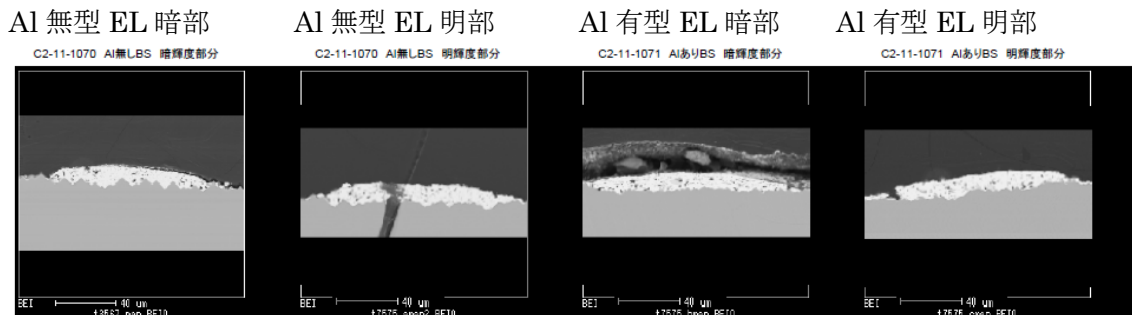 Al 無型 EL 暗部
Al 無型 EL 明部
Al 有型 EL 暗部
Al 有型 EL 明部
C2-11-1070 Al無しBS 暗輝度部分
C2-11-1070 Al無しBS 明輝度部分
C2-11-1071 AlありBS 暗輝度部分
C2-11-1071 AlありBS 明輝度部分
BEI 40 um
BEI 40 um
BEI 40 um
BEI 40 um